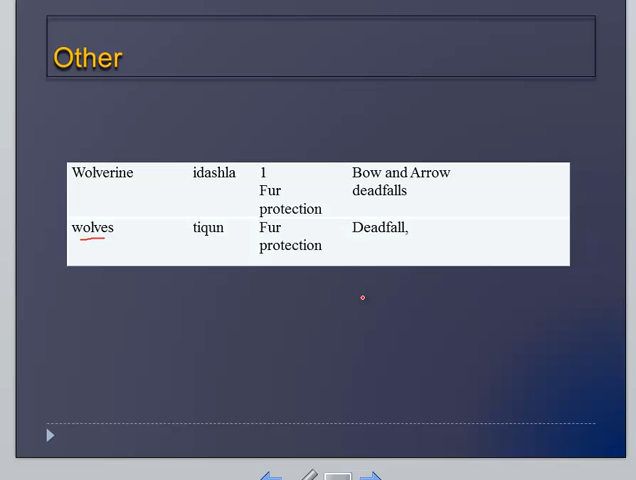 Other
Wolverine idashla 1 Bow and Arrow
Fur deadfalls
protection
wolves tiqun Fur Deadfall,
protection